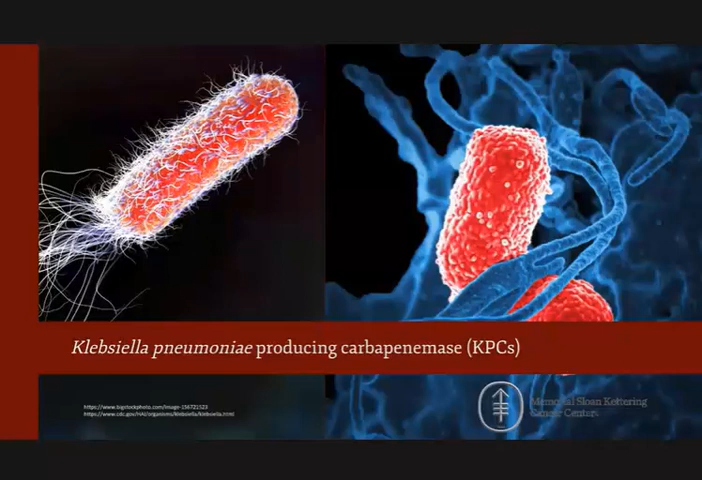 Klebsiella pneumoniae producing carbapenemase (KPCs)
https://www.bigstockphoto.com/image-156721523
https://www.cdc.gov/HAI/organisms/klebsiella/klebsiella.html
Memorial Sloan Kettering
Cancer Center